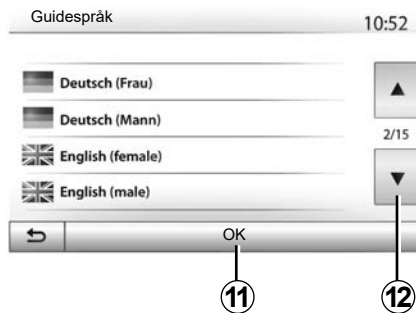 Guidespråk 10:52
Deutsch (Frau)
Deutsch (Mann)
2/15
English (female)
English (male)
OK
11 12